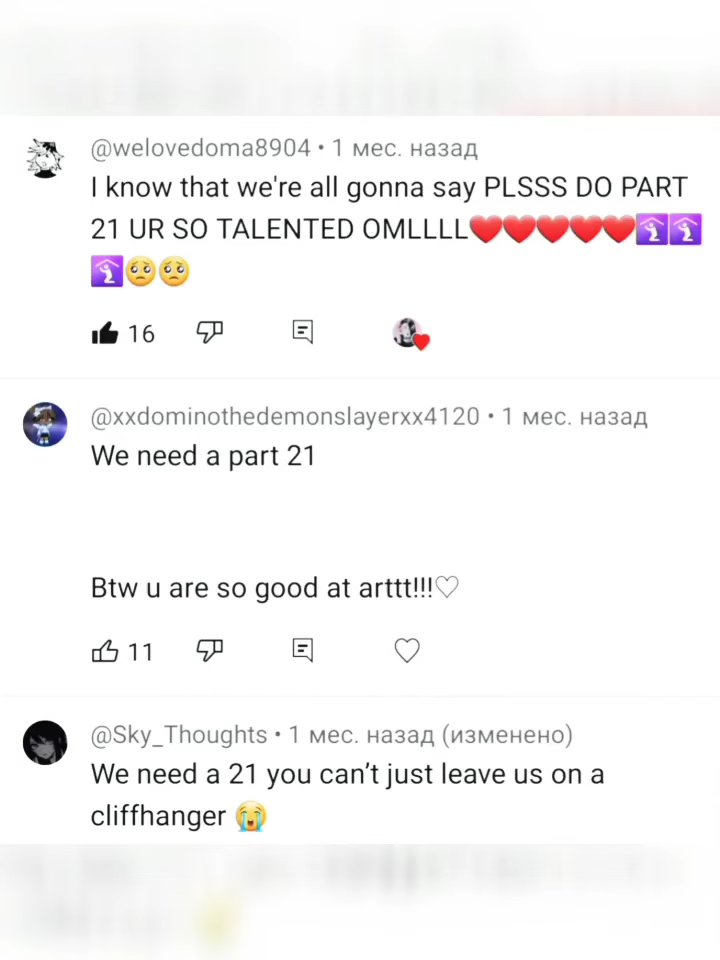 @welovedoma8904 • 1 мес. назад
I know that we're all gonna say PLSSS DO PART
21 UR SO TALENTED OMLLLL❤️❤️❤️❤️❤️🛐🛐
🛐🥺🥺
16
@xxdominothedemonslayerxx4120 • 1 мес. назад
We need a part 21
Btw u are so good at arttt!!!♡
11
@Sky_Thoughts • 1 мес. назад (изменено)
We need a 21 you can’t just leave us on a
cliffhanger 😭